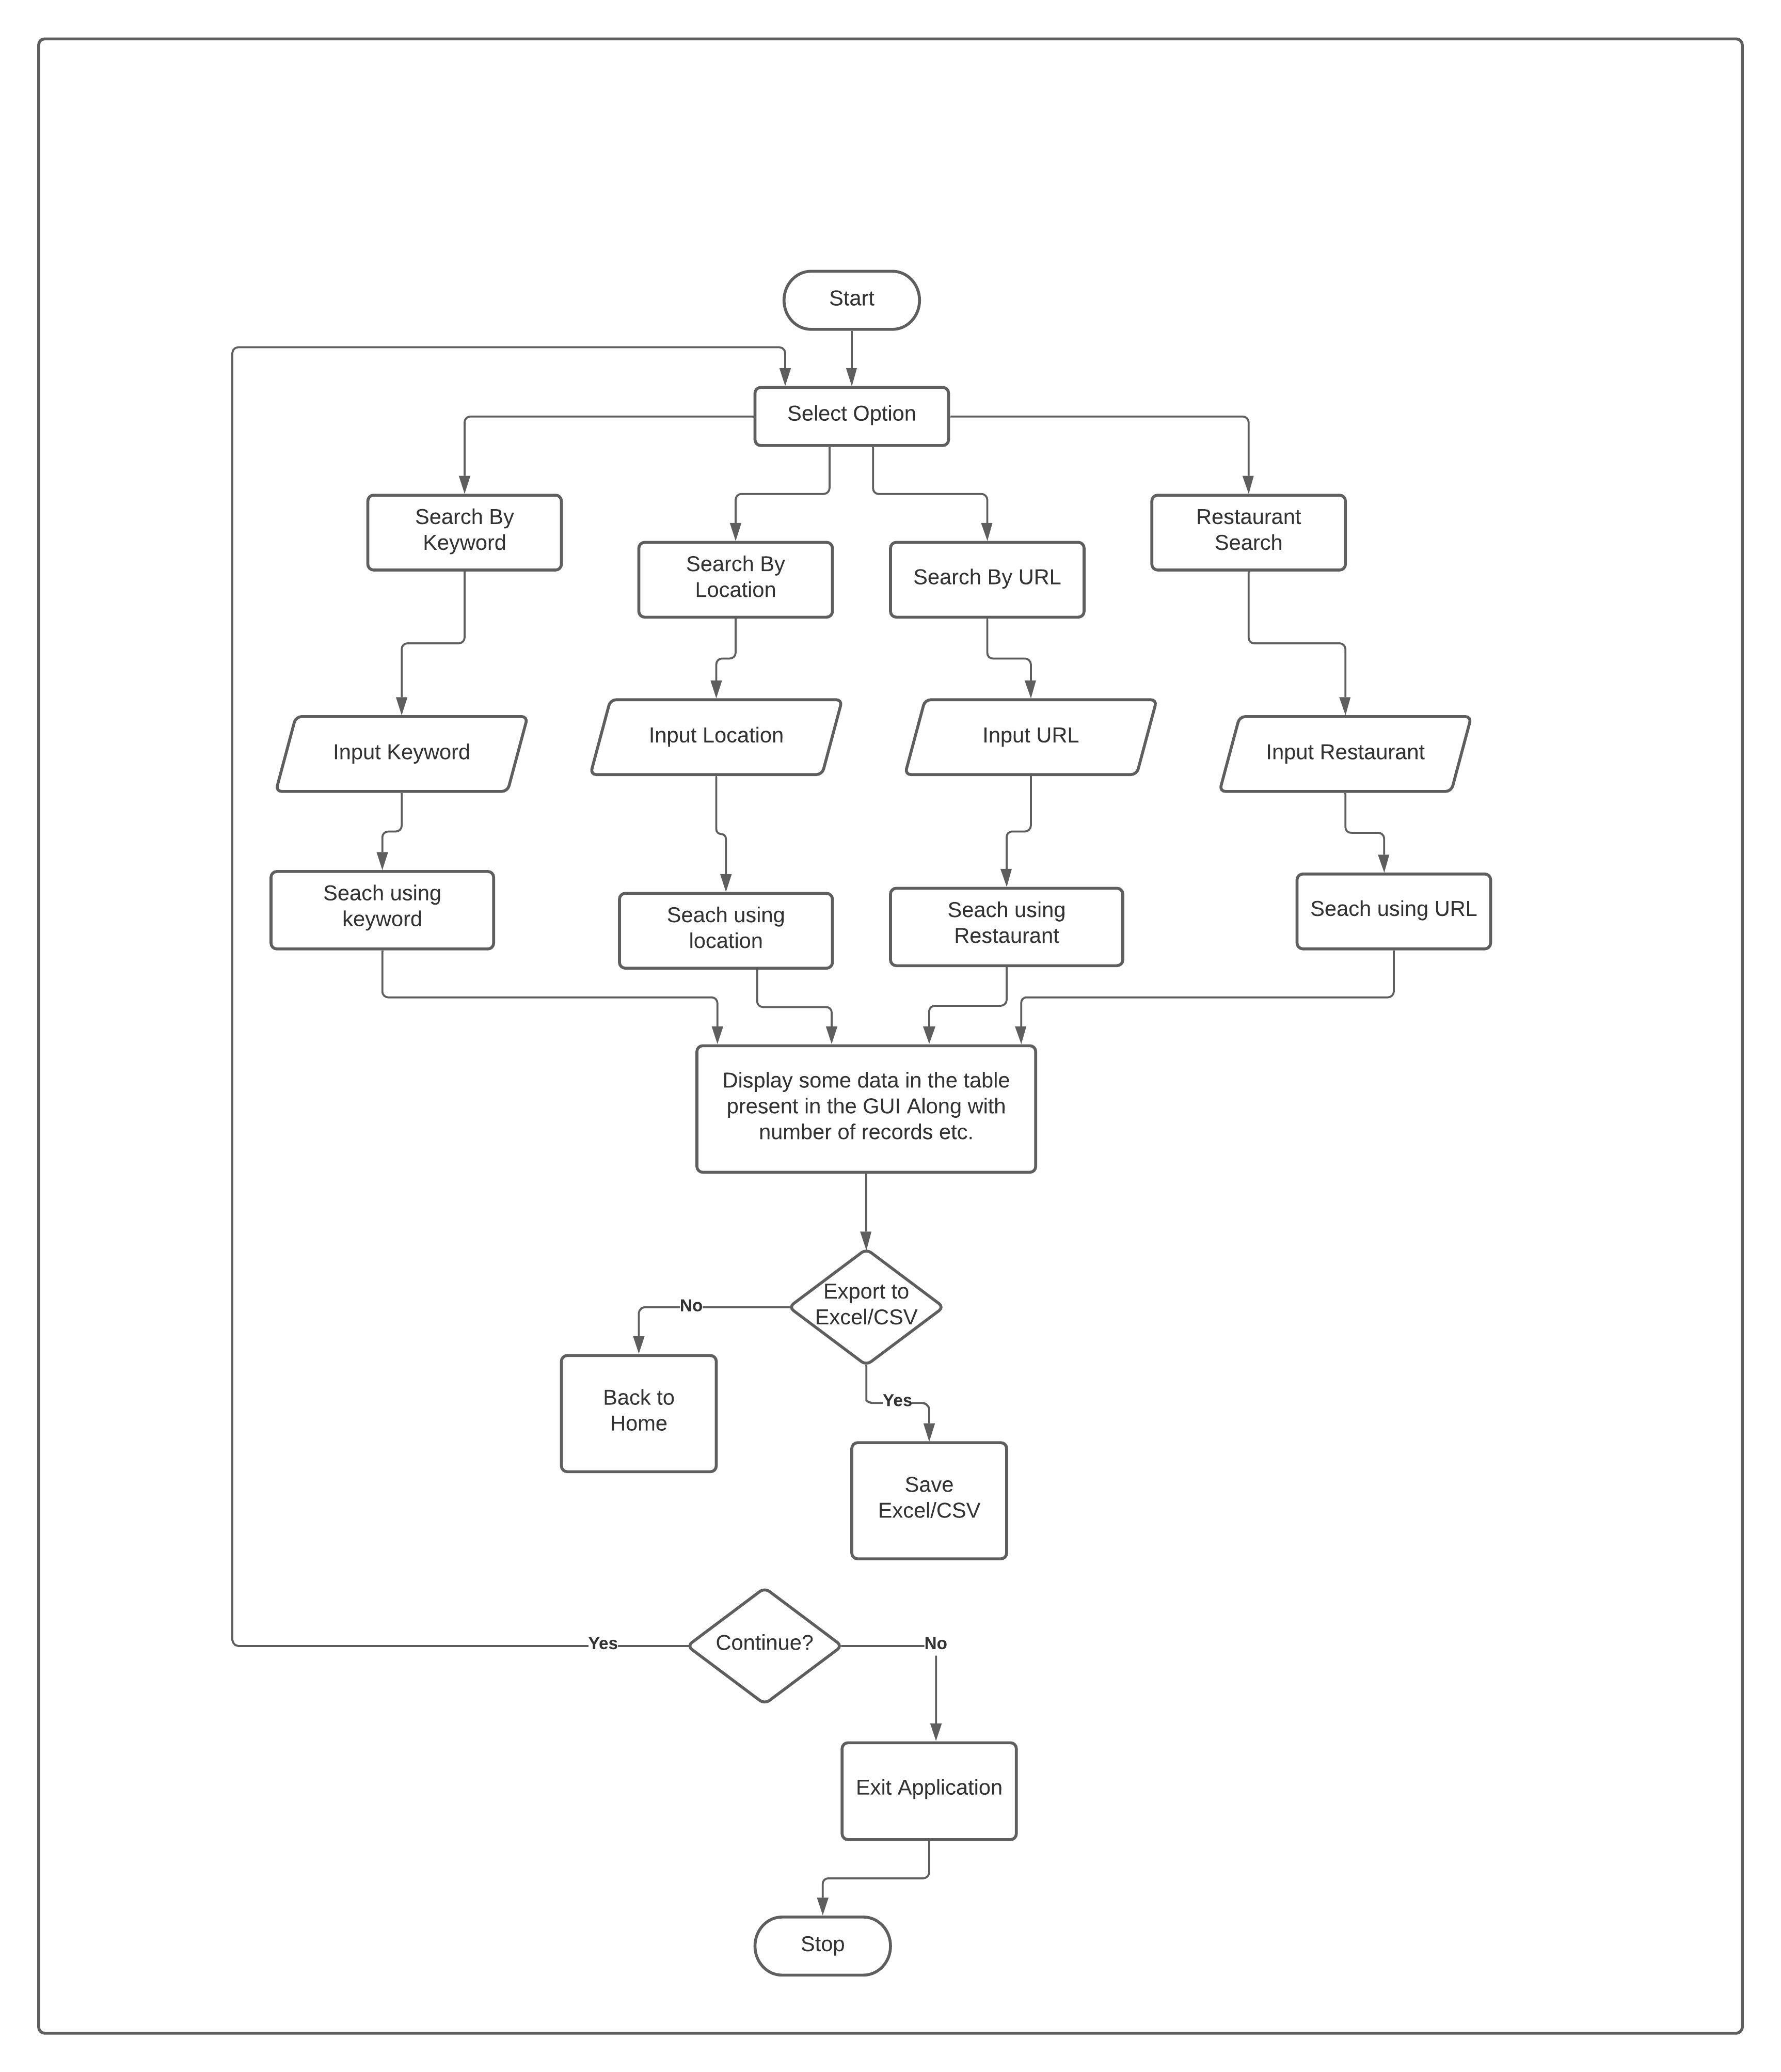 Start
Select Option
Search By
Keyword
Search By
Location
Search By URL
Restaurant
Search
Input Keyword
Input Location
Input URL
Input Restaurant
Seach using
keyword
Seach using
location
Seach using
Restaurant
Seach using URL
Display some data in the table
present in the GUI Along with
number of records etc.
Export to
Excel/CSV
No
Back to
Home
Yes
Save
Excel/CSV
Yes
Continue?
No
Exit Application
Stop